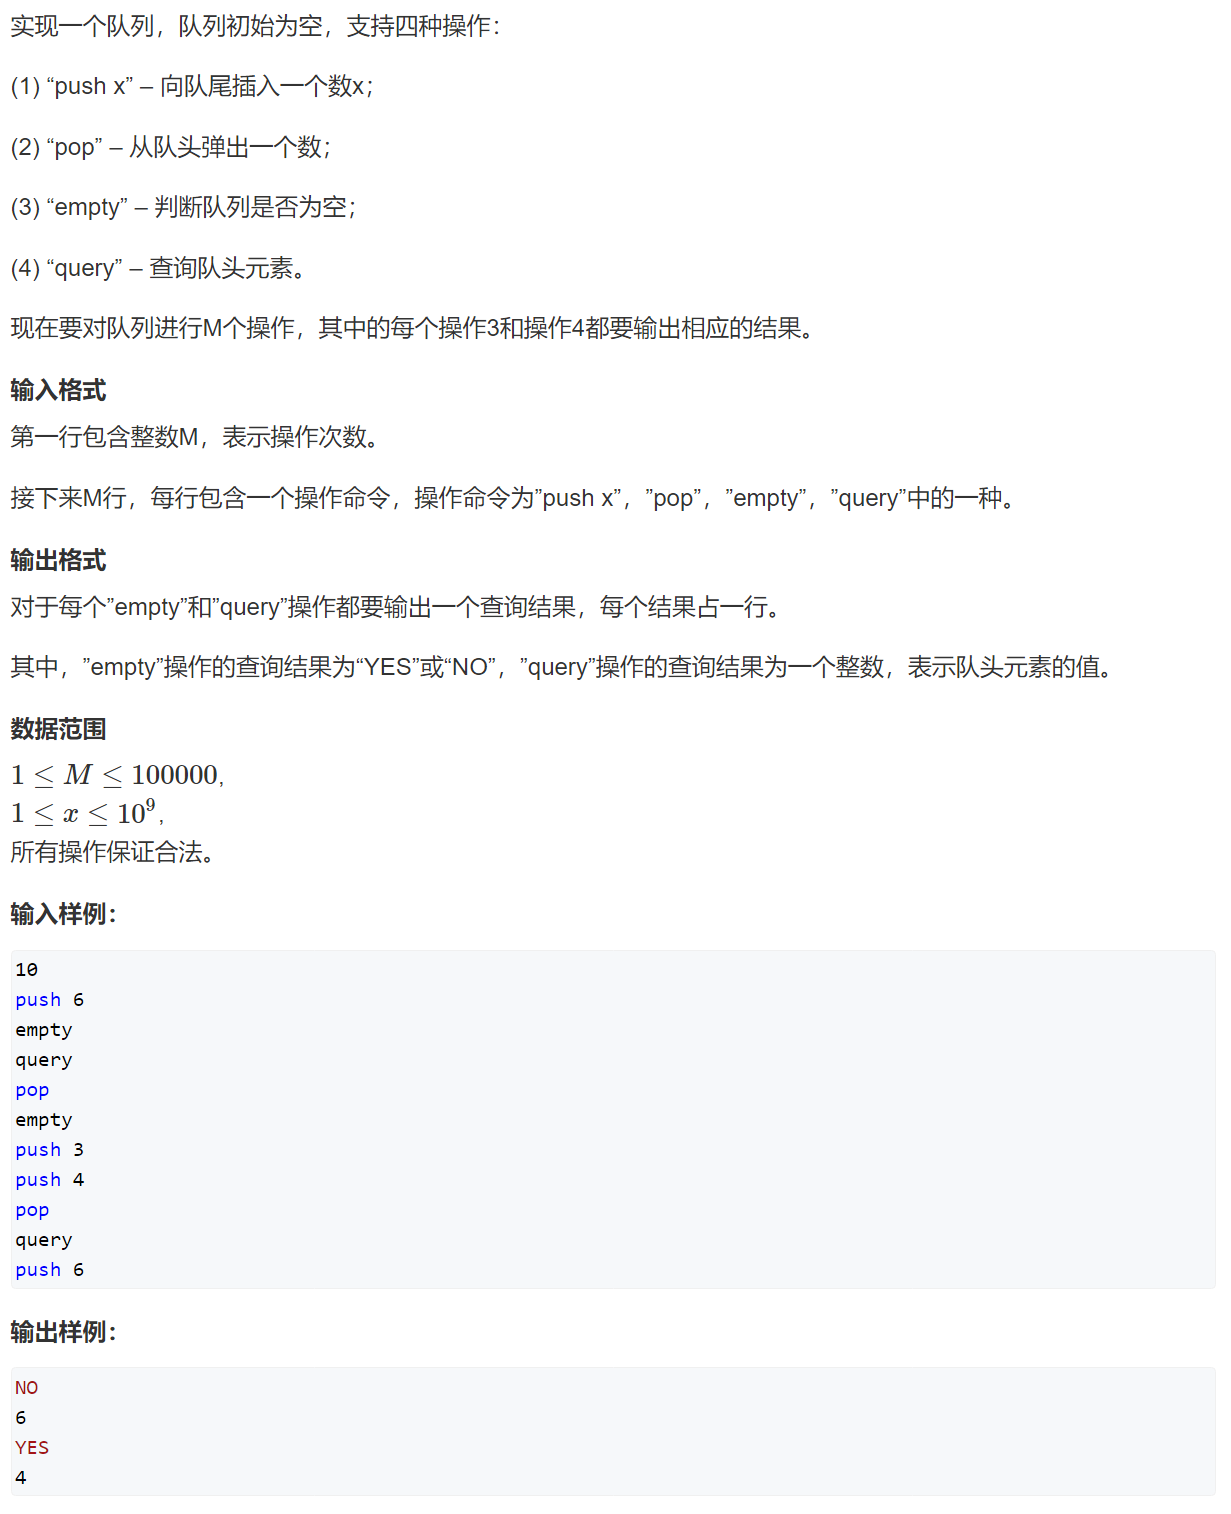 实现一个队列，队列初始为空，支持四种操作：
(1) “push x” – 向队尾插入一个数x；
(2) “pop” – 从队头弹出一个数；
(3) “empty” – 判断队列是否为空；
(4) “query” – 查询队头元素。
现在要对队列进行M个操作，其中的每个操作3和操作4都要输出相应的结果。
输入格式
第一行包含整数M，表示操作次数。
接下来M行，每行包含一个操作命令，操作命令为”push x”，”pop”，”empty”，”query”中的一种。
输出格式
对于每个”empty”和”query”操作都要输出一个查询结果，每个结果占一行。
其中，”empty”操作的查询结果为“YES”或“NO”，”query”操作的查询结果为一个整数，表示队头元素的值。
数据范围
1 ≤ M ≤ 100000,
1 ≤ x ≤ 10⁹,
所有操作保证合法。
输入样例：
10
push 6
empty
query
pop
empty
push 3
push 4
pop
query
push 6
输出样例：
NO
6
YES
4